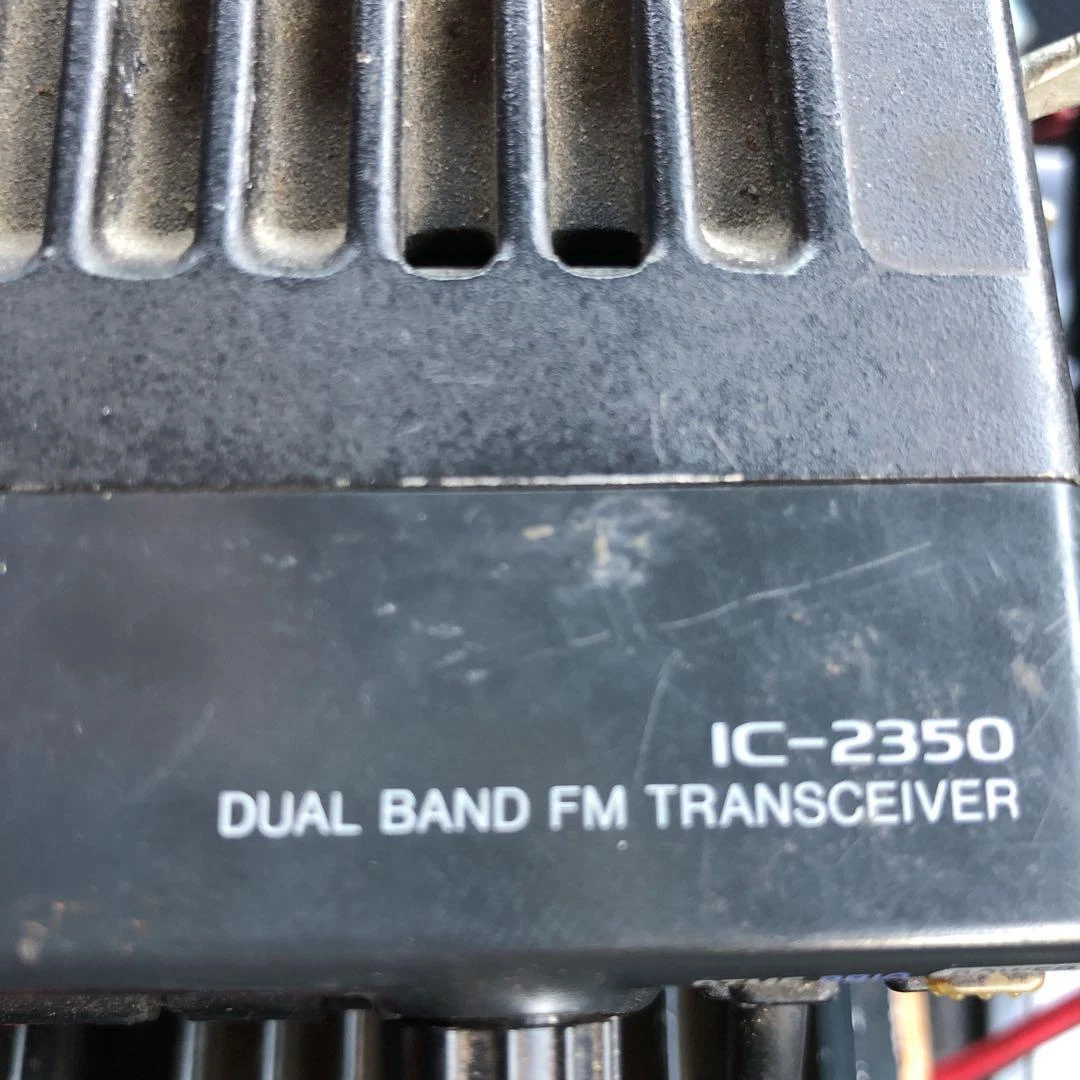 IC-2350
DUAL BAND FM TRANSCEIVER